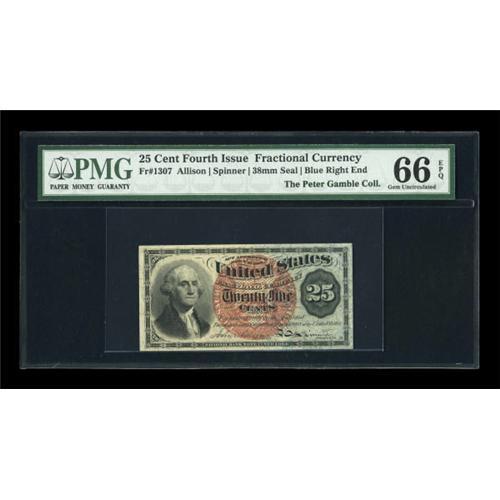 PMG
PAPER MONEY GUARANTY
25 Cent Fourth Issue Fractional Currency
Fr#1307 Allison | Spinner | 38mm Seal | Blue Right End
The Peter Gamble Coll.
66 EPQ
Gem Uncirculated
United States
Twenty Five
CENTS
25